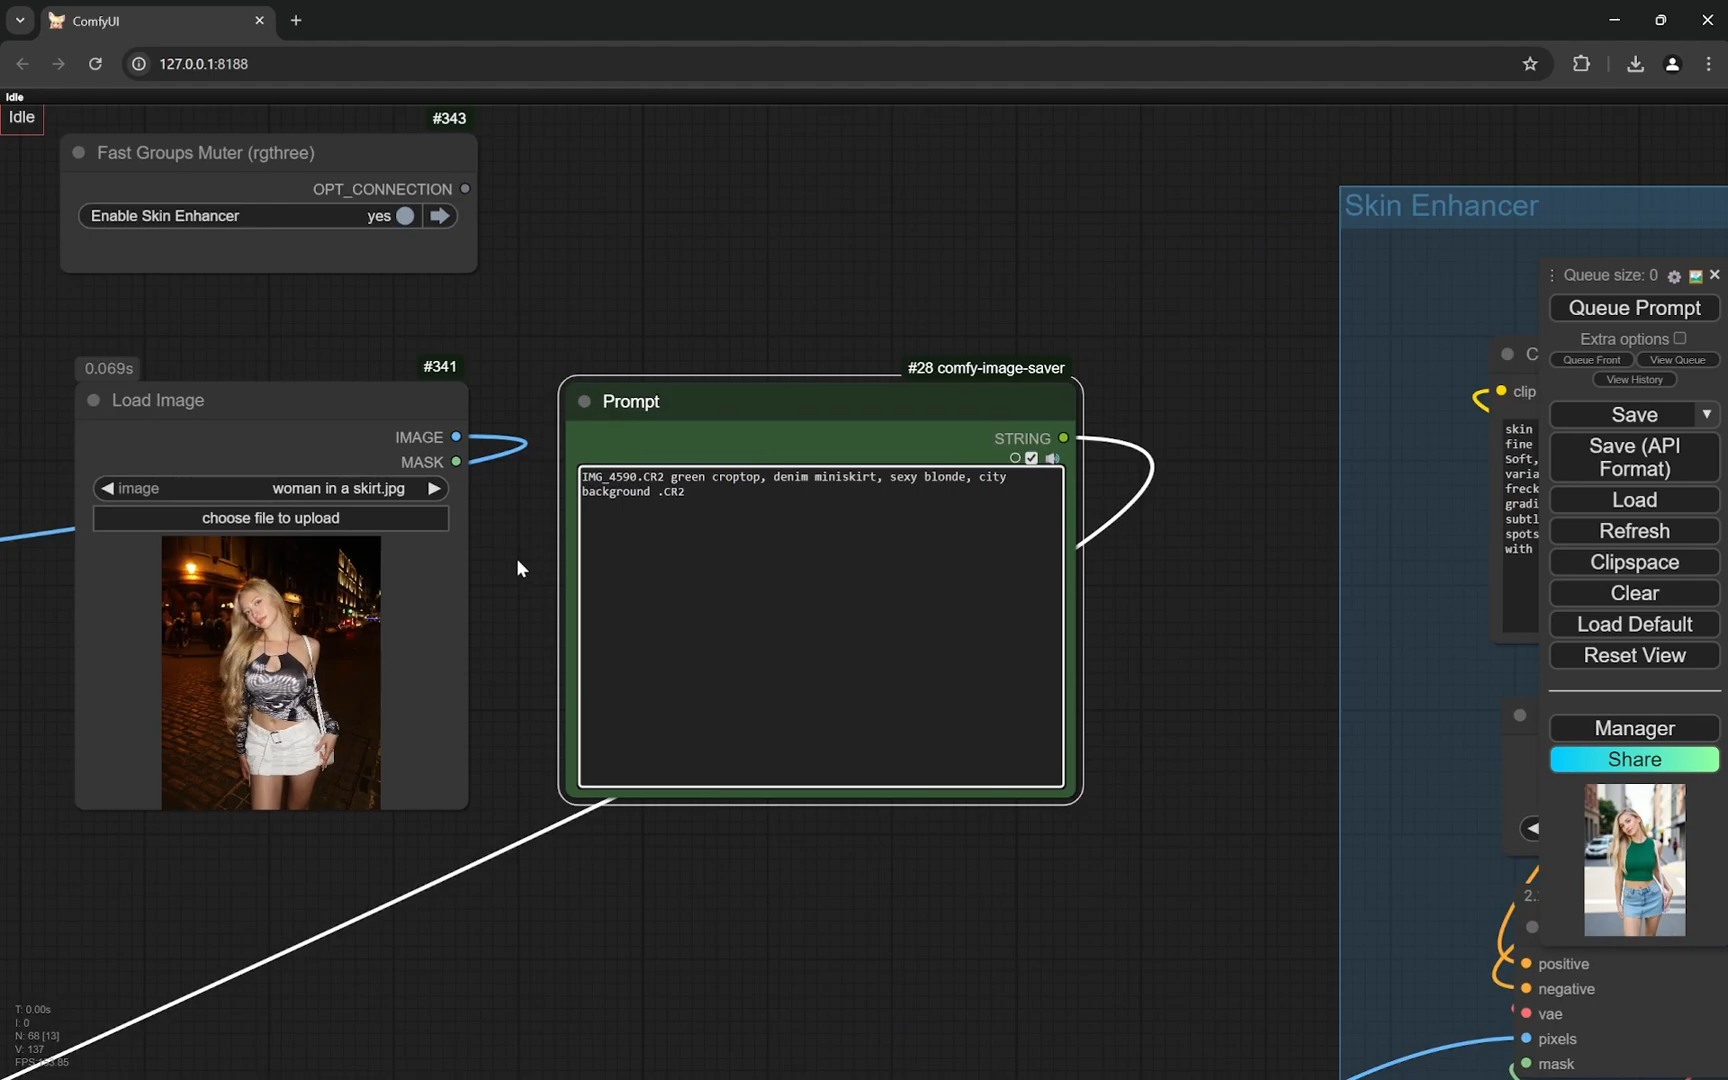 ComfyUI
127.0.0.1:8188
Idle
Idle
#343
Fast Groups Muter (rgthree)
OPT_CONNECTION
Enable Skin Enhancer yes
Skin Enhancer
Queue size: 0
Queue Prompt
Extra options
Queue Front View Queue
View History
Save
Save (API
Format)
Load
Refresh
Clipspace
Clear
Load Default
Reset View
Manager
Share
0.069s
#341
Load Image
IMAGE
MASK
image woman in a skirt.jpg
choose file to upload
#28 comfy-image-saver
Prompt
STRING
IMG_4590.CR2 green croptop, denim miniskirt, sexy blonde, city
background .CR2
C
clip
skin
fine
Soft,
varia
freck
gradi
subtl
spots
with
2.
positive
negative
vae
pixels
mask
T: 0.00s
I: 0
N: 68 [13]
V: 137